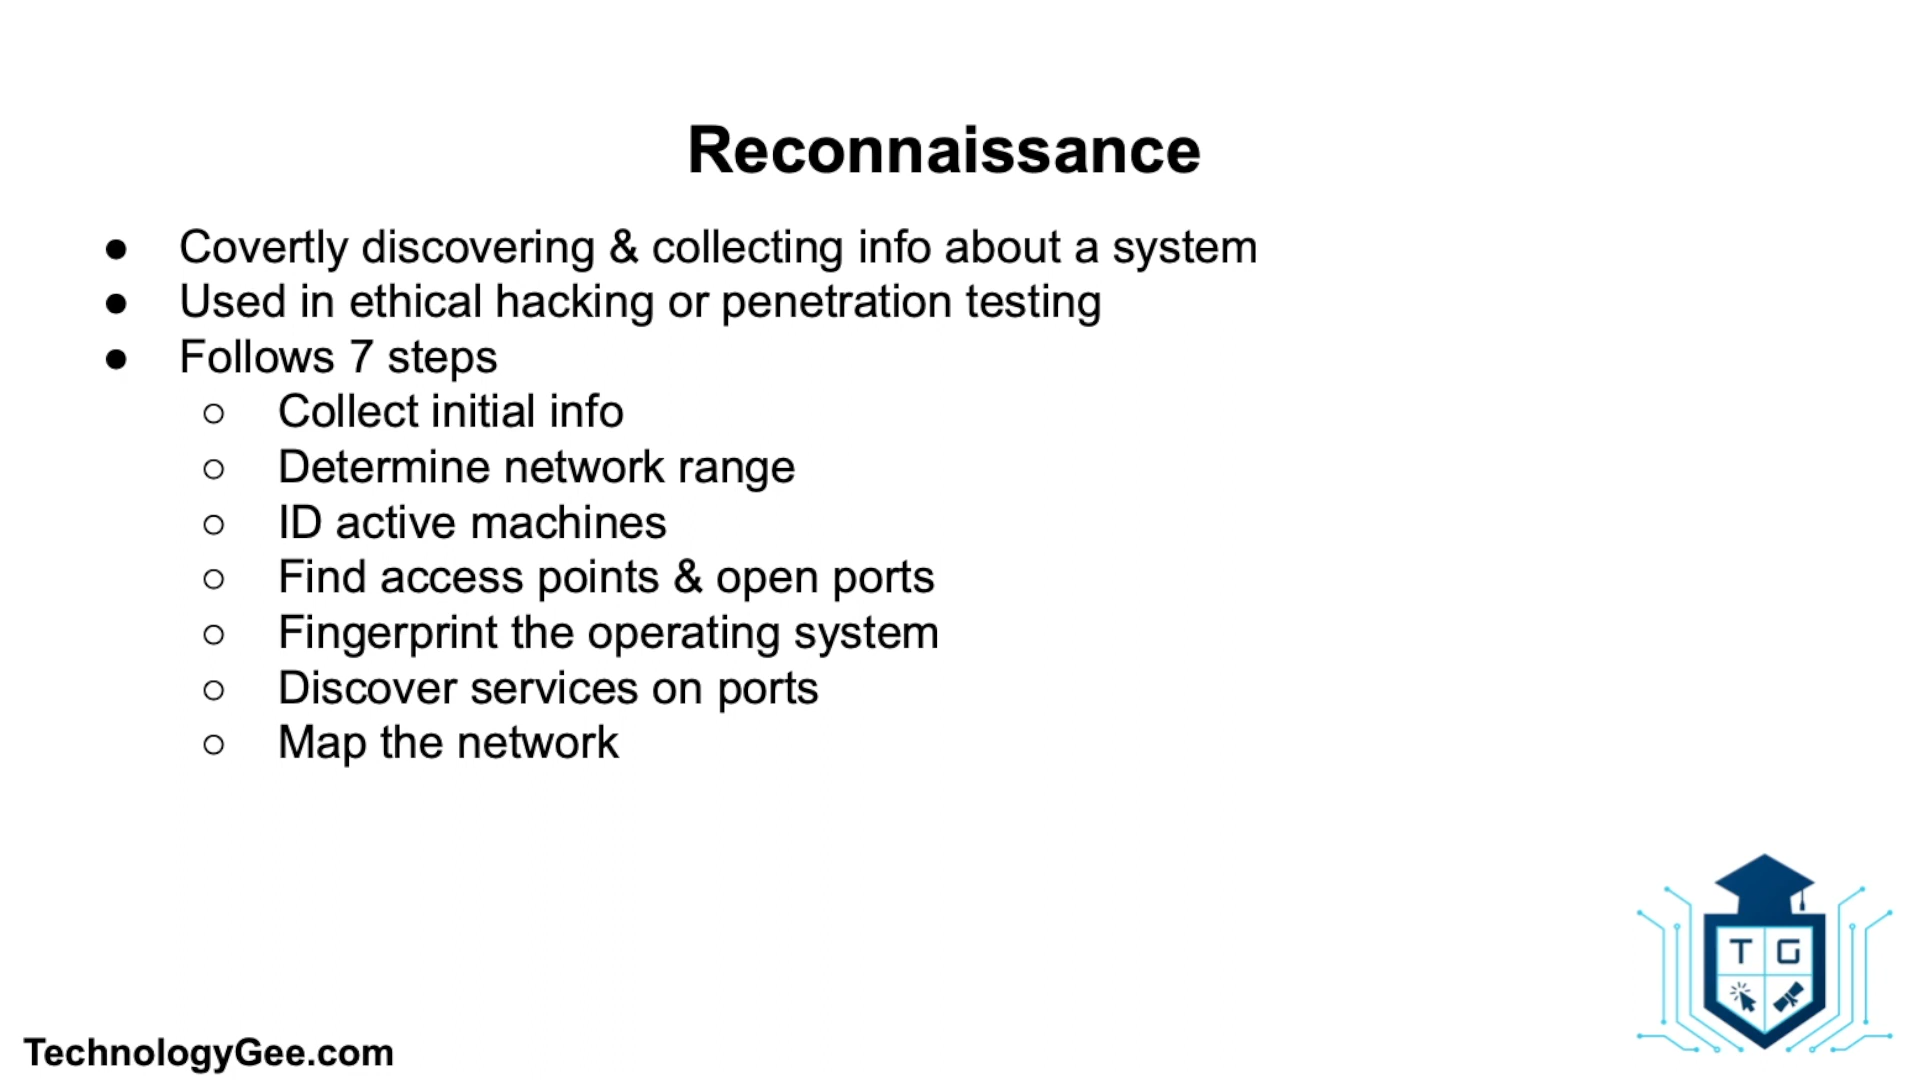 Reconnaissance
● Covertly discovering & collecting info about a system
● Used in ethical hacking or penetration testing
● Follows 7 steps
○ Collect initial info
○ Determine network range
○ ID active machines
○ Find access points & open ports
○ Fingerprint the operating system
○ Discover services on ports
○ Map the network
T G
TechnologyGee.com